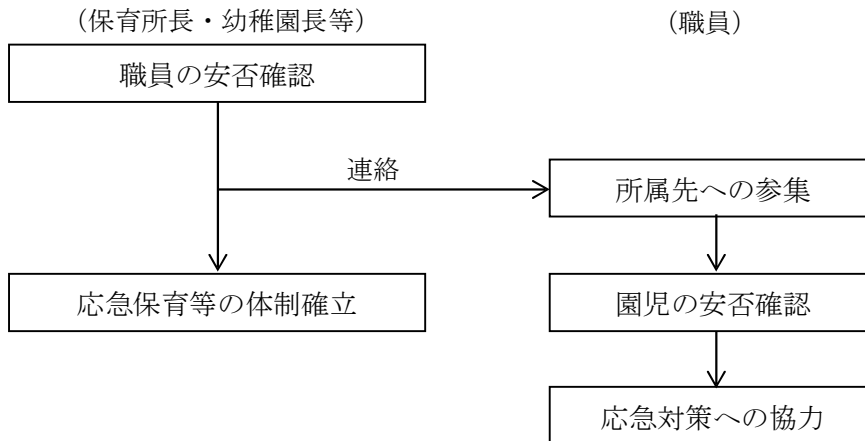 （保育所長・幼稚園長等）
（職員）
職員の安否確認
連絡
所属先への参集
応急保育等の体制確立
園児の安否確認
応急対策への協力